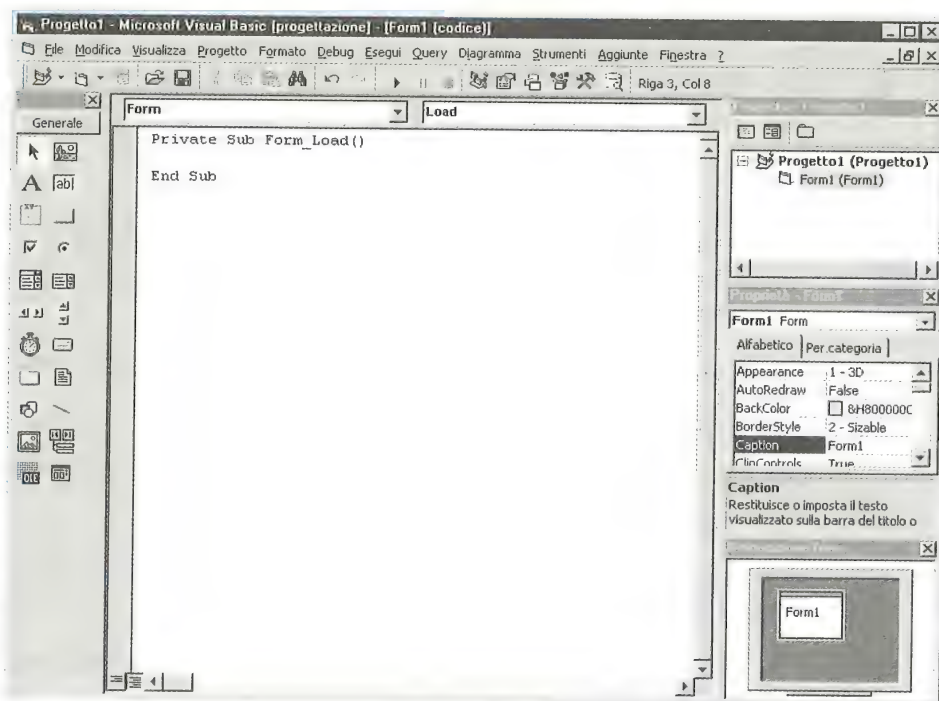 Progetto1 - Microsoft Visual Basic [progettazione] - [Form1 (codice)]
File Modifica Visualizza Progetto Formato Debug Esegui Query Diagramma Strumenti Aggiunte Finestra ?
Riga 3, Col 8
Generale
Form
Load
Private Sub Form_Load()
End Sub
Progetto1 (Progetto1)
Form1 (Form1)
Proprietà - Form1
Form1 Form
Alfabetico Per categoria
Appearance 1 - 3D
AutoRedraw False
BackColor &H800000C
BorderStyle 2 - Sizable
Caption Form1
ClipControls True
Caption
Restituisce o imposta il testo
visualizzato sulla barra del titolo o
Form1